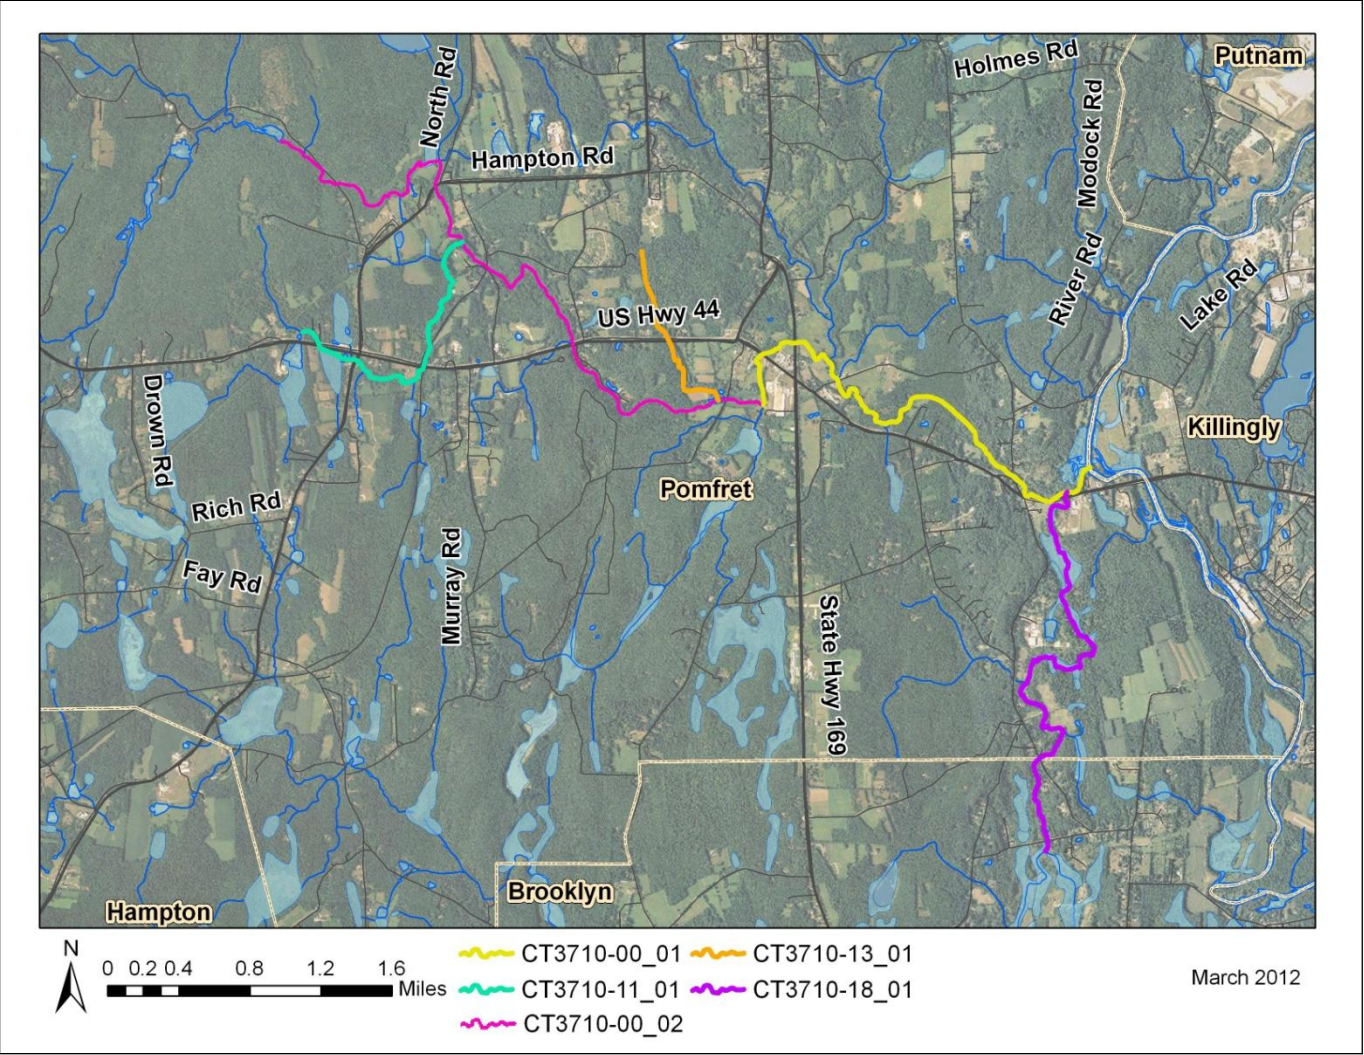 Putnam
Holmes Rd
North Rd
Modock Rd
Hampton Rd
River Rd
Lake Rd
US Hwy 44
Drown Rd
Killingly
Pomfret
Rich Rd
Murray Rd
Fay Rd
State Hwy 169
Brooklyn
Hampton
N
0 0.2 0.4 0.8 1.2 1.6
Miles
CT3710-00_01 CT3710-13_01
CT3710-11_01 CT3710-18_01
CT3710-00_02
March 2012